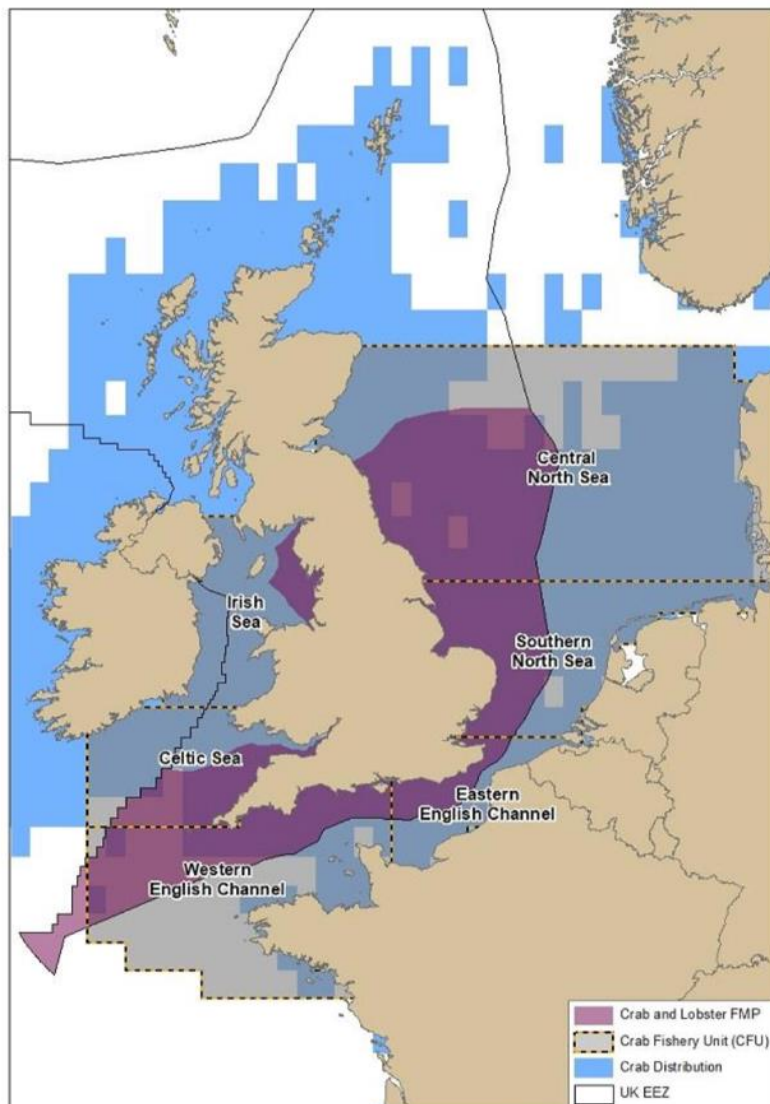 Central
North Sea
Irish
Sea
Southern
North Sea
Celtic Sea
Eastern
English Channel
Western
English Channel
Crab and Lobster FMP
Crab Fishery Unit (CFU)
Crab Distribution
UK EEZ